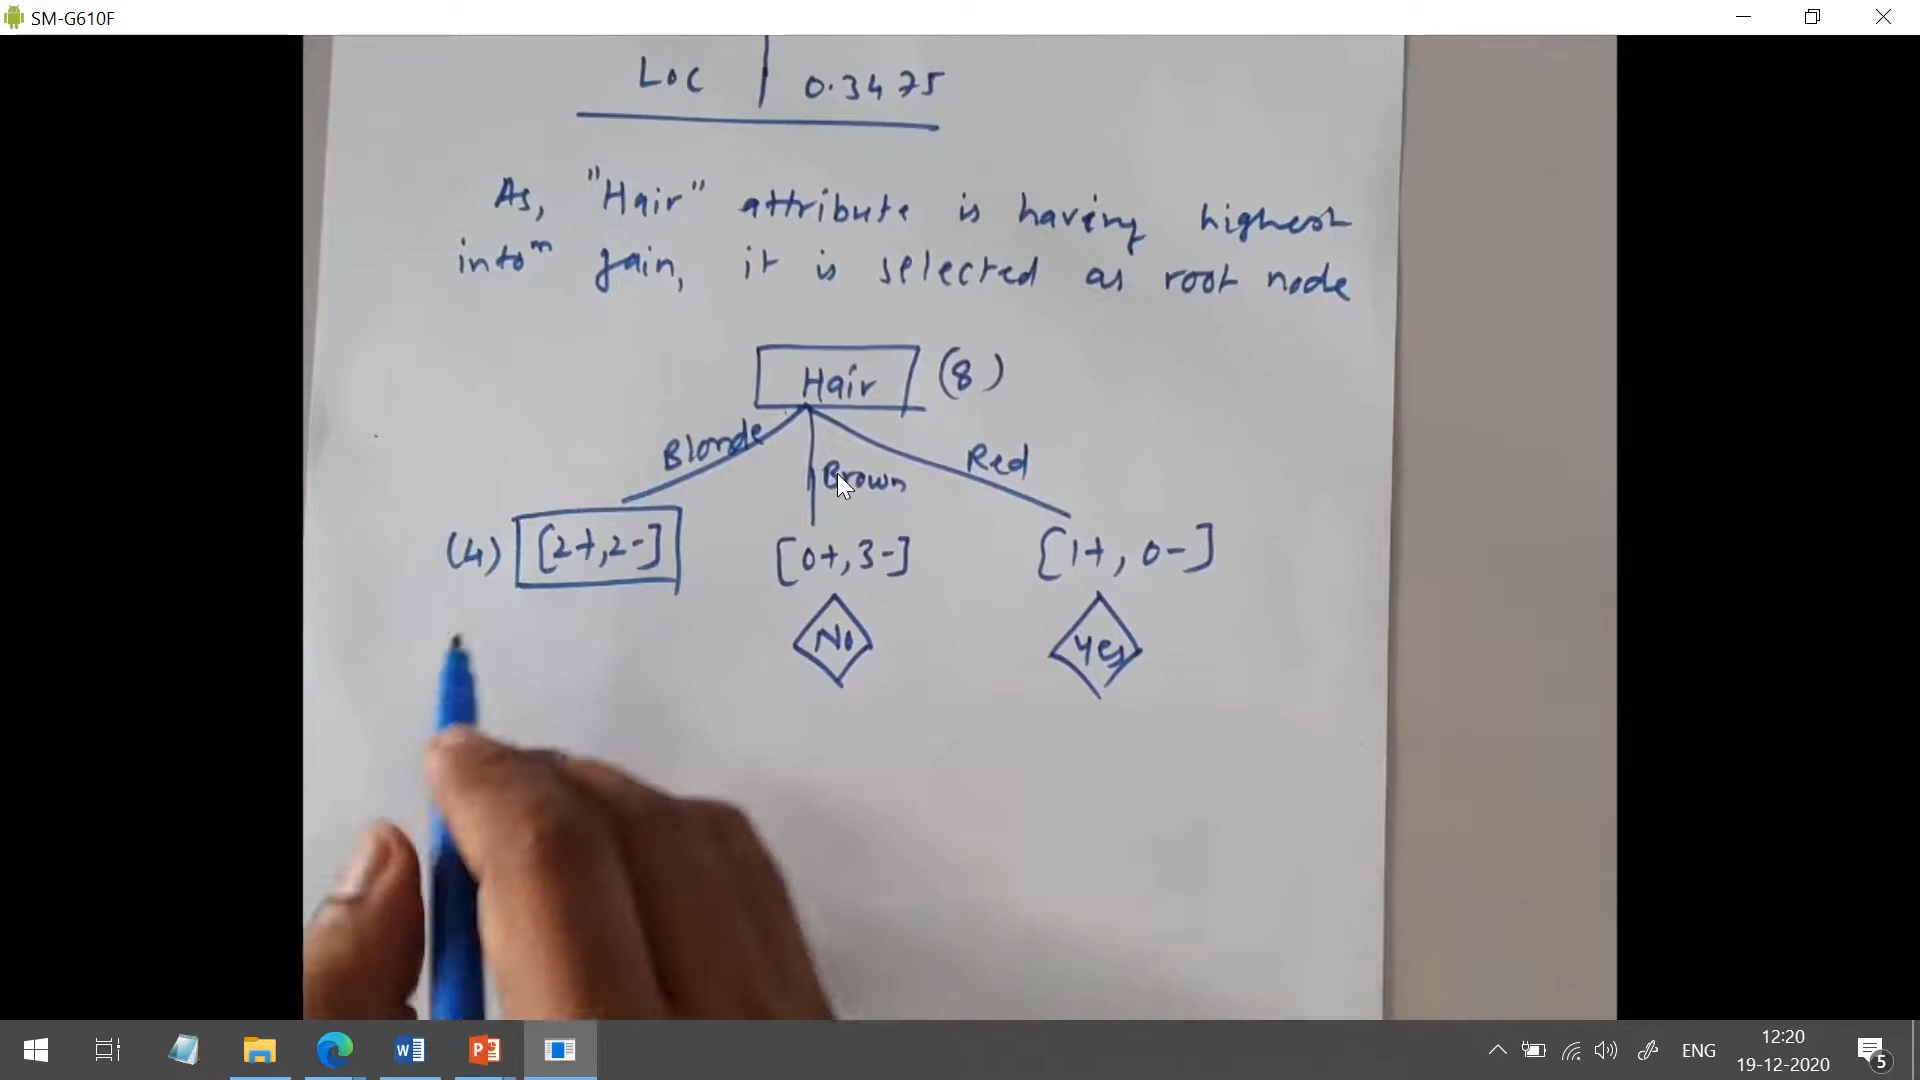 SM-G610F
Loc 0.3475
As, "Hair" attribute is having highest
infoⁿ gain, it is selected as root node
Hair (8)
Blonde Brown Red
(4) [2+,2-] [0+,3-] [1+, 0-]
No Yes
ENG 12:20
19-12-2020 5